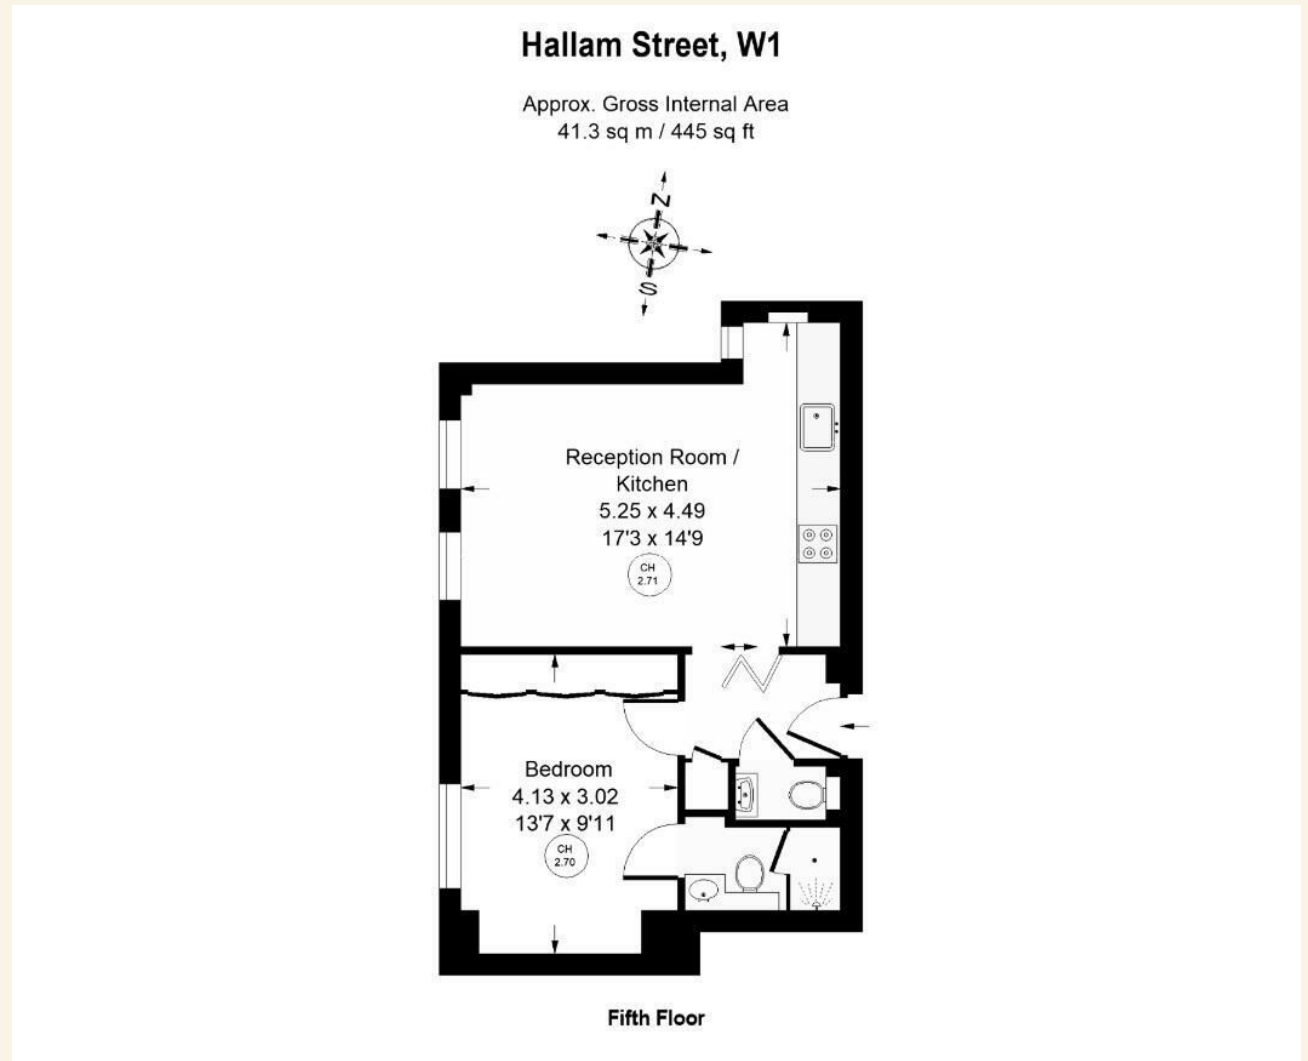 Hallam Street, W1
Approx. Gross Internal Area
41.3 sq m / 445 sq ft
N
S
Reception Room /
Kitchen
5.25 x 4.49
17'3 x 14'9
CH
2.71
Bedroom
4.13 x 3.02
13'7 x 9'11
CH
2.70
Fifth Floor